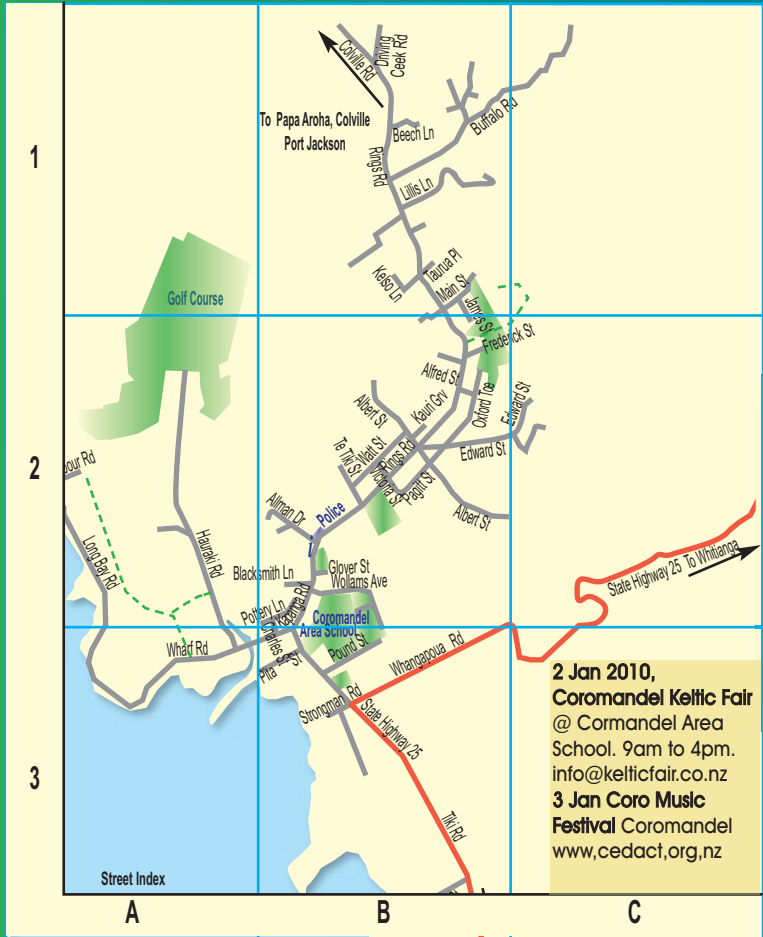 Colville Rd
Driving
Ceek Rd
To Papa Aroha, Colville
Port Jackson
Beech Ln
Buffalo Rd
1
Rings Rd
Lillis Ln
Taurua Pl
Kelso Ln
Main St
James St
Golf Course
Frederick St
Alfred St
Oxford Tce
Edward St
Albert St
Kauri Grv
Watt St
Te Tiki St
Rings Rd
Edward St
2
Victoria St
Pagitt St
Albert St
our Rd
Allman Dr
Police
i
Hauraki Rd
Long Bay Rd
State Highway 25 To Whitianga
Glover St
Blacksmith Ln
Wollams Ave
Kapanga Rd
Pottery Ln
Coromandel
Area School
Charles St
Wharf Rd
Pound St
Whangapoua Rd
Pita St
Strongman Rd
State Highway 25
2 Jan 2010,
Coromandel Keltic Fair
@ Cormandel Area
School. 9am to 4pm.
info@kelticfair.co.nz
3 Jan Coro Music
Festival Coromandel
www,cedact,org,nz
3
Tiki Rd
Street Index
A
B
C